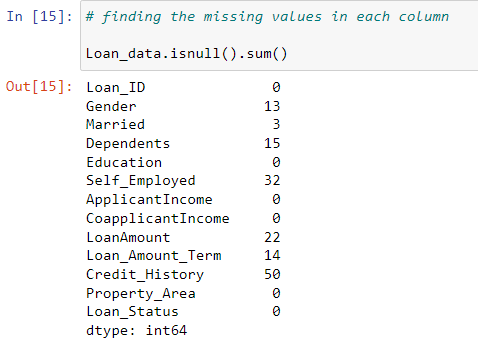 In [15]: # finding the missing values in each column
Loan_data.isnull().sum()
Out[15]: Loan_ID 0
Gender 13
Married 3
Dependents 15
Education 0
Self_Employed 32
ApplicantIncome 0
CoapplicantIncome 0
LoanAmount 22
Loan_Amount_Term 14
Credit_History 50
Property_Area 0
Loan_Status 0
dtype: int64